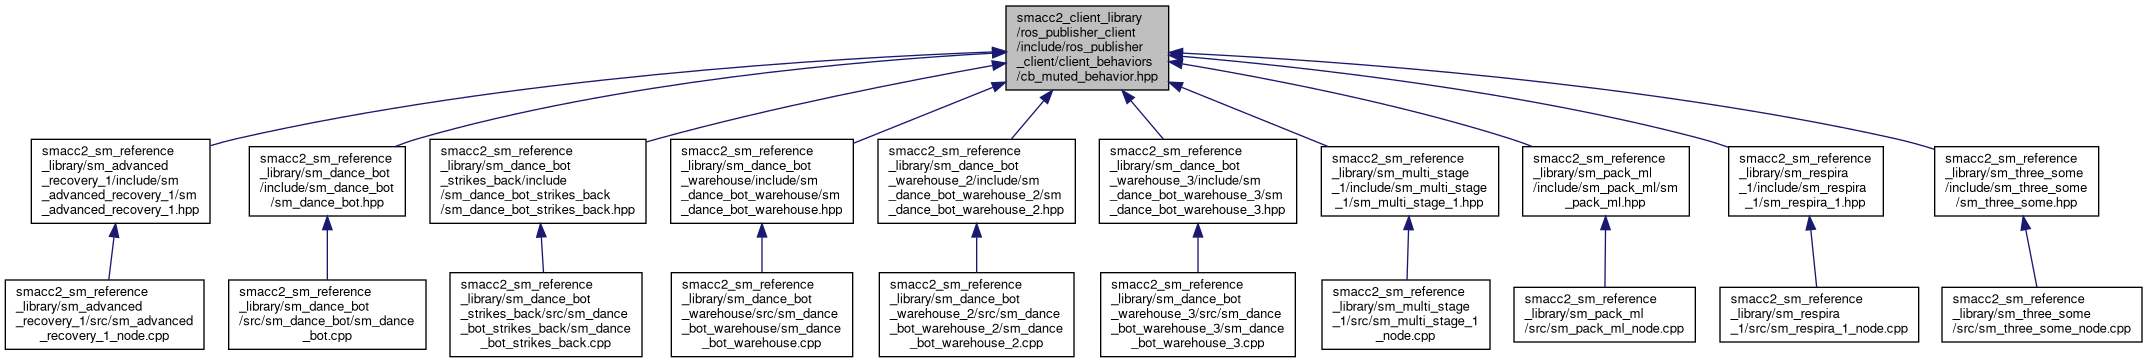 smacc2_client_library
/ros_publisher_client
/include/ros_publisher
_client/client_behaviors
/cb_muted_behavior.hpp
smacc2_sm_reference
_library/sm_advanced
_recovery_1/include/sm
_advanced_recovery_1/sm
_advanced_recovery_1.hpp
smacc2_sm_reference
_library/sm_dance_bot
/include/sm_dance_bot
/sm_dance_bot.hpp
smacc2_sm_reference
_library/sm_dance_bot
_strikes_back/include
/sm_dance_bot_strikes_back
/sm_dance_bot_strikes_back.hpp
smacc2_sm_reference
_library/sm_dance_bot
_warehouse/include/sm
_dance_bot_warehouse/sm
_dance_bot_warehouse.hpp
smacc2_sm_reference
_library/sm_dance_bot
_warehouse_2/include/sm
_dance_bot_warehouse_2/sm
_dance_bot_warehouse_2.hpp
smacc2_sm_reference
_library/sm_dance_bot
_warehouse_3/include/sm
_dance_bot_warehouse_3/sm
_dance_bot_warehouse_3.hpp
smacc2_sm_reference
_library/sm_multi_stage
_1/include/sm_multi_stage
_1/sm_multi_stage_1.hpp
smacc2_sm_reference
_library/sm_pack_ml
/include/sm_pack_ml/sm
_pack_ml.hpp
smacc2_sm_reference
_library/sm_respira
_1/include/sm_respira
_1/sm_respira_1.hpp
smacc2_sm_reference
_library/sm_three_some
/include/sm_three_some
/sm_three_some.hpp
smacc2_sm_reference
_library/sm_advanced
_recovery_1/src/sm_advanced
_recovery_1_node.cpp
smacc2_sm_reference
_library/sm_dance_bot
/src/sm_dance_bot/sm_dance
_bot.cpp
smacc2_sm_reference
_library/sm_dance_bot
_strikes_back/src/sm_dance
_bot_strikes_back/sm_dance
_bot_strikes_back.cpp
smacc2_sm_reference
_library/sm_dance_bot
_warehouse/src/sm_dance
_bot_warehouse/sm_dance
_bot_warehouse.cpp
smacc2_sm_reference
_library/sm_dance_bot
_warehouse_2/src/sm_dance
_bot_warehouse_2/sm_dance
_bot_warehouse_2.cpp
smacc2_sm_reference
_library/sm_dance_bot
_warehouse_3/src/sm_dance
_bot_warehouse_3/sm_dance
_bot_warehouse_3.cpp
smacc2_sm_reference
_library/sm_multi_stage
_1/src/sm_multi_stage_1
_node.cpp
smacc2_sm_reference
_library/sm_pack_ml
/src/sm_pack_ml_node.cpp
smacc2_sm_reference
_library/sm_respira
_1/src/sm_respira_1_node.cpp
smacc2_sm_reference
_library/sm_three_some
/src/sm_three_some_node.cpp